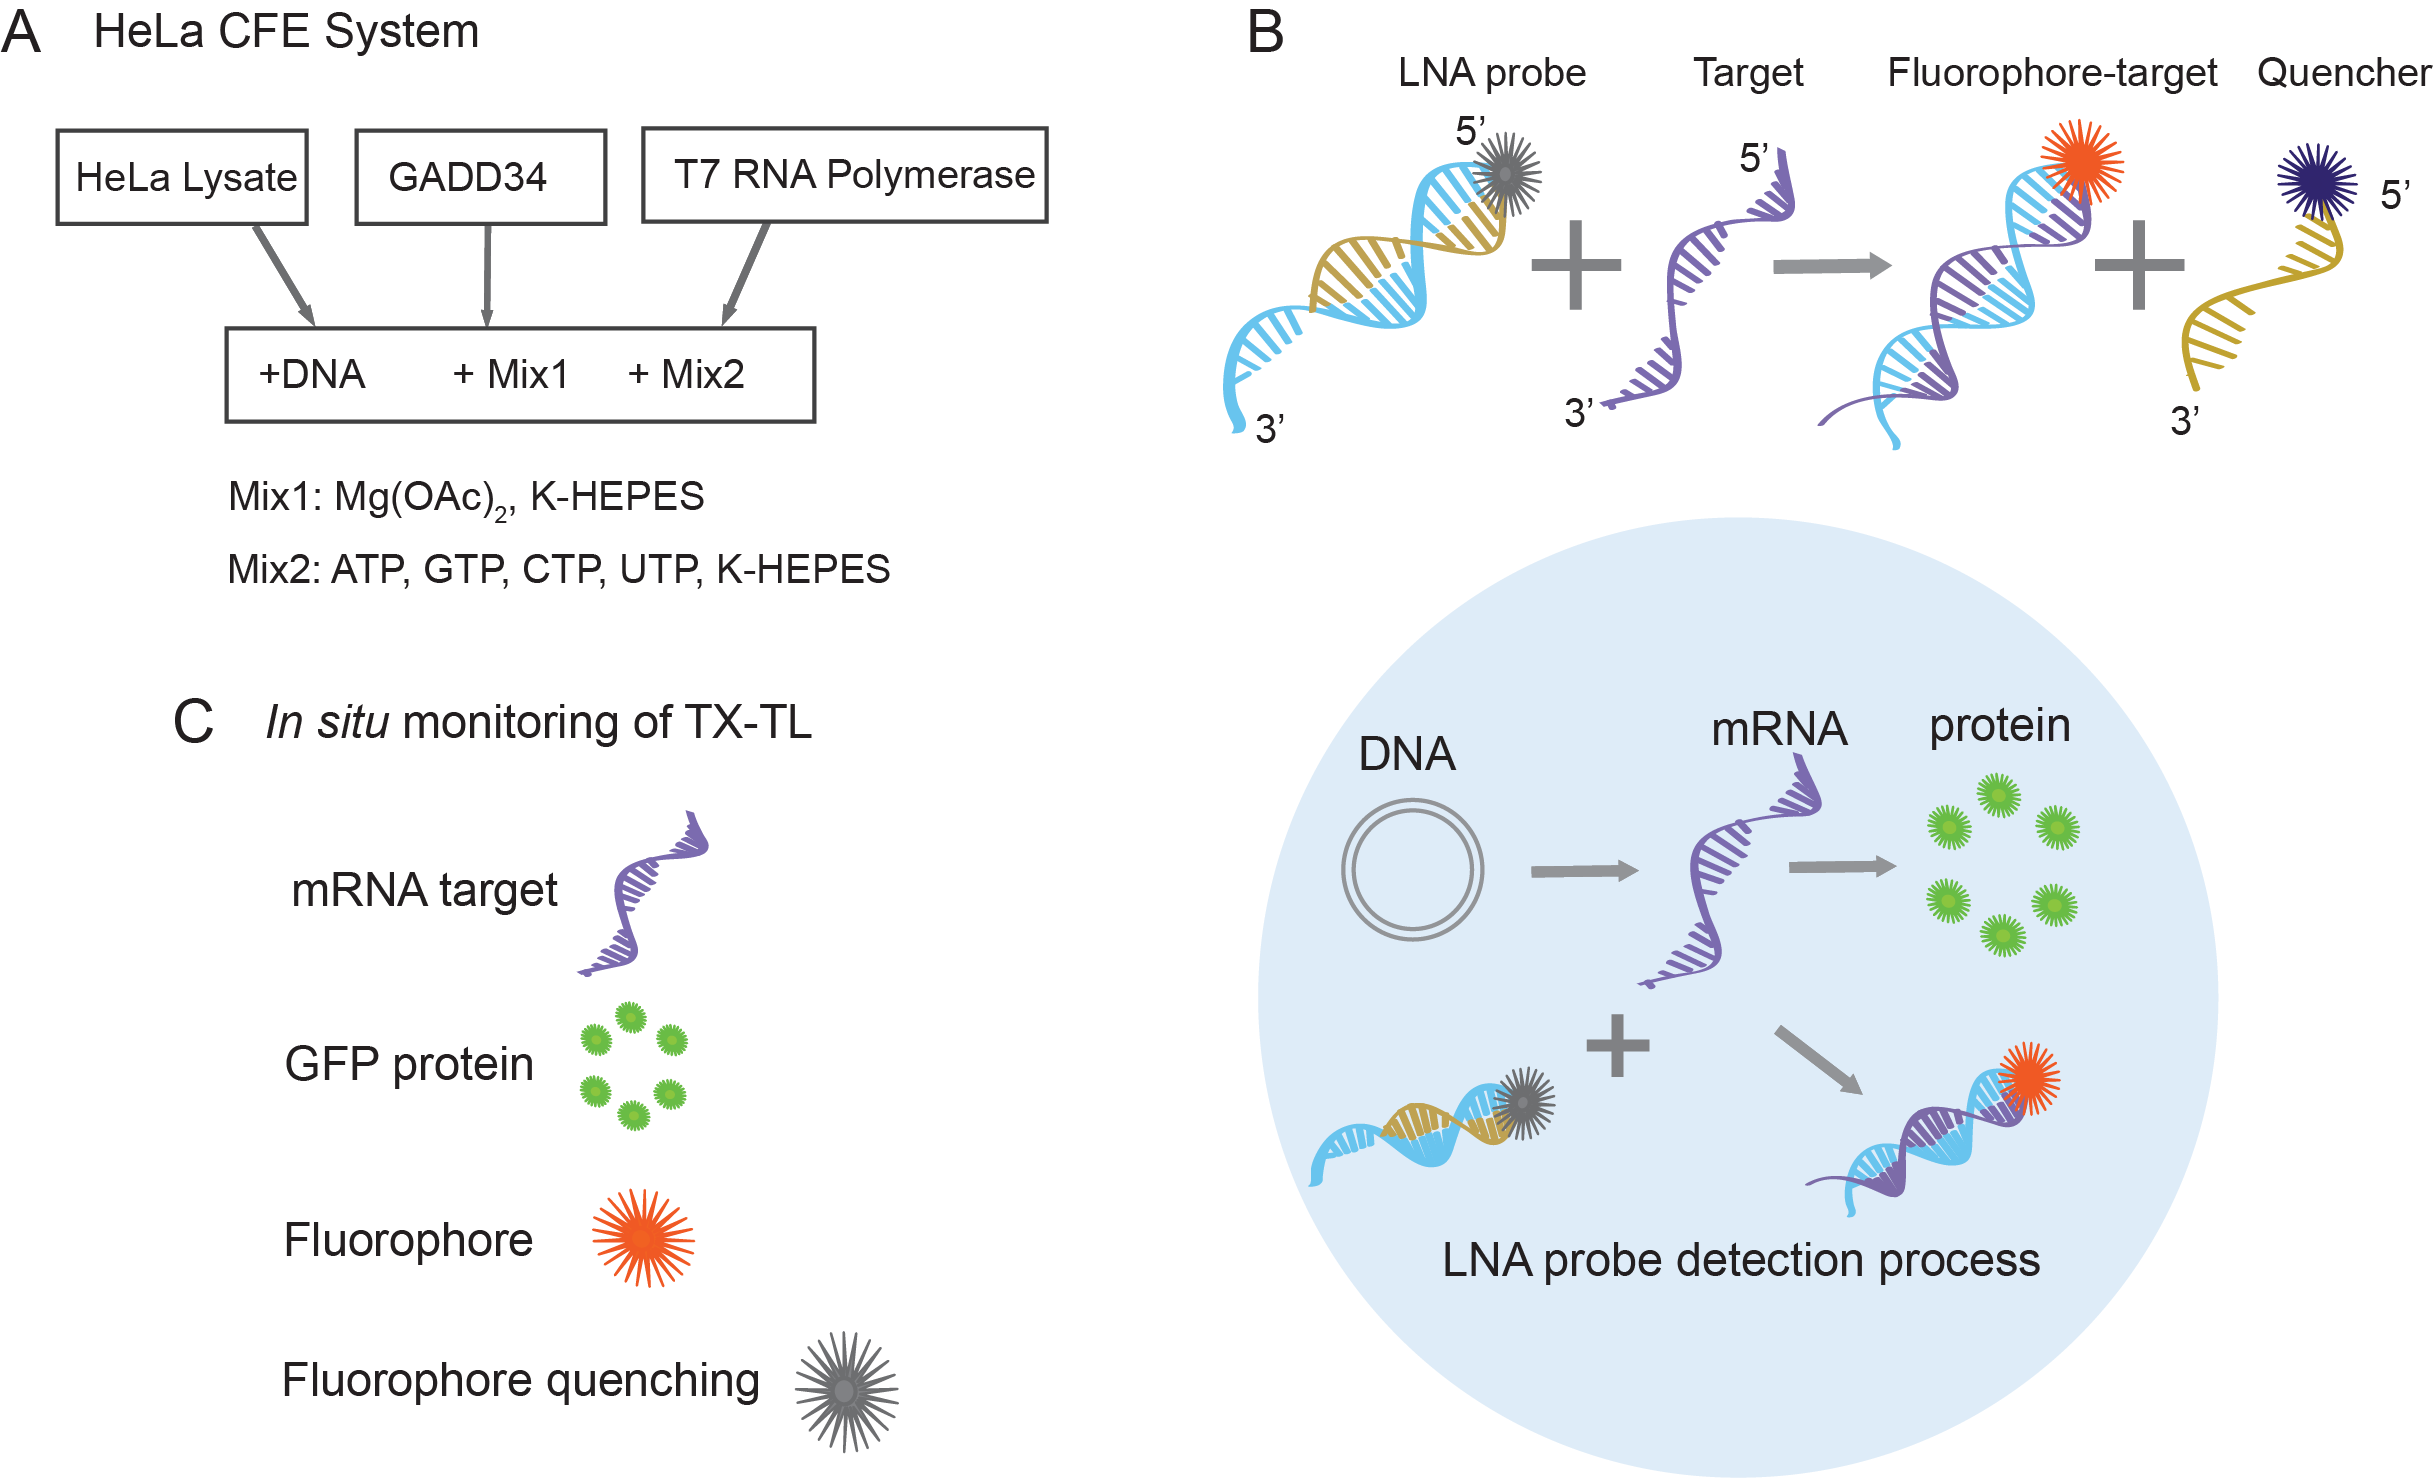 A HeLa CFE System
HeLa Lysate
GADD34
T7 RNA Polymerase
+DNA + Mix1 + Mix2
Mix1: Mg(OAc)2, K-HEPES
Mix2: ATP, GTP, CTP, UTP, K-HEPES
B
LNA probe Target Fluorophore-target Quencher
5’ 5’ 5’
3’ 3’ 3’
C In situ monitoring of TX-TL
mRNA target
GFP protein
Fluorophore
Fluorophore quenching
DNA mRNA protein
LNA probe detection process